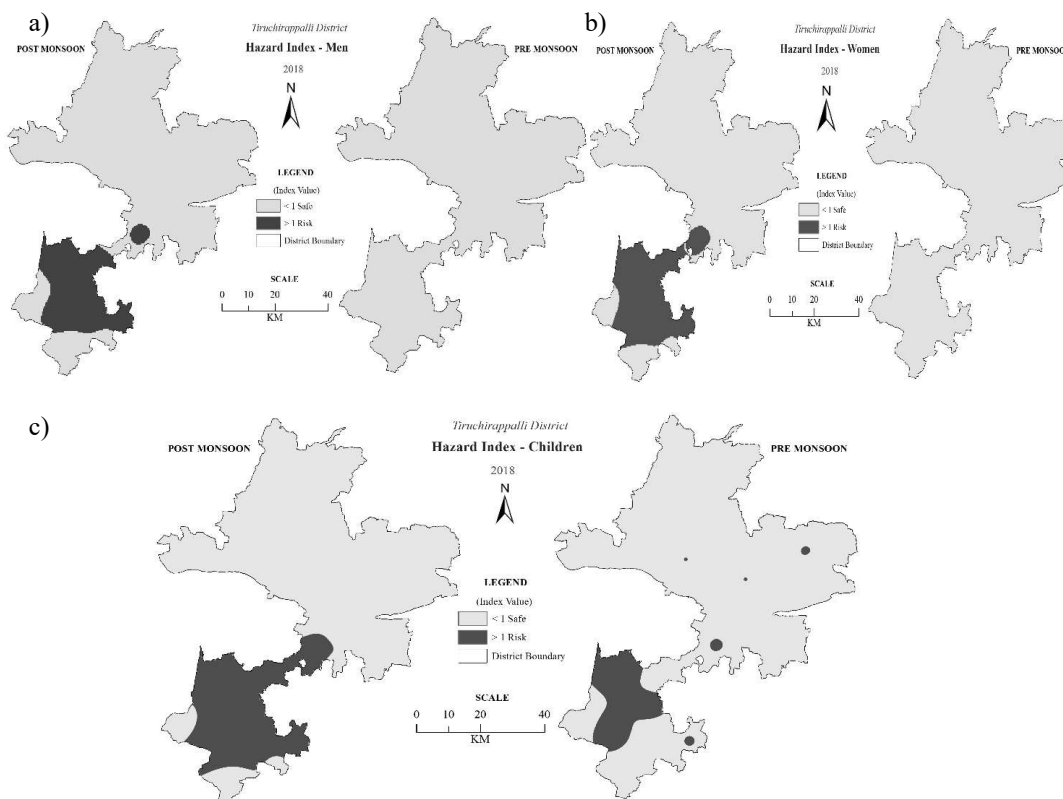 a)
Tiruchirappalli District
POST MONSOON
Hazard Index - Men
PRE MONSOON
2018
N
LEGEND
(Index Value)
< 1 Safe
> 1 Risk
District Boundary
SCALE
0 10 20 40
KM
b)
Tiruchirappalli District
POST MONSOON
Hazard Index - Women
PRE MONSOON
2018
N
LEGEND
(Index Value)
< 1 Safe
> 1 Risk
District Boundary
SCALE
0 10 20 40
KM
c)
Tiruchirappalli District
POST MONSOON
Hazard Index - Children
PRE MONSOON
2018
N
LEGEND
(Index Value)
< 1 Safe
> 1 Risk
District Boundary
SCALE
0 10 20 40
KM